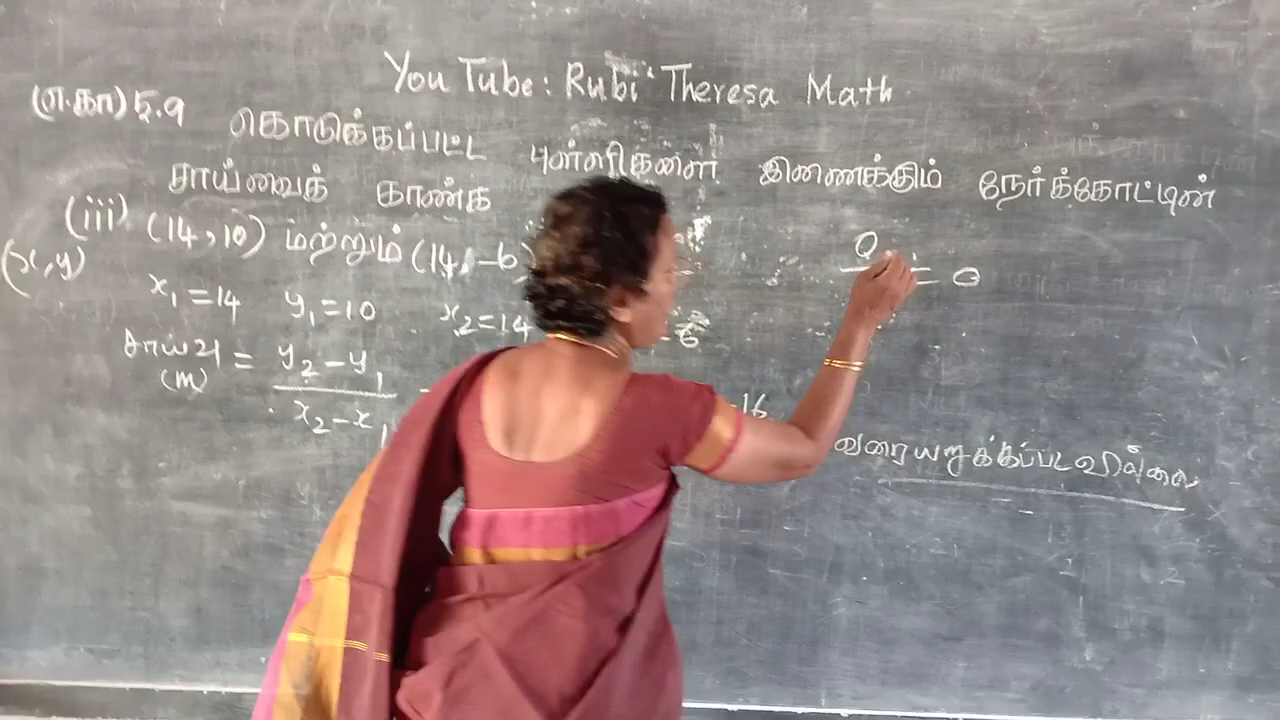 You Tube: Rubi Theresa Math
(எ.கா) 5.9 கொடுக்கப்பட்ட புள்ளிகளை இணைக்கும் நேர்க்கோட்டின்
சாய்வைக் காண்க
(iii) (14,10) மற்றும் (14,-6
(x,y)
x₁=14 y₁=10 x₂=14 -6
சாய்வு (m) = y₂-y₁ / x₂-x₁
16
0 = 0
வரையறுக்கப்படவில்லை